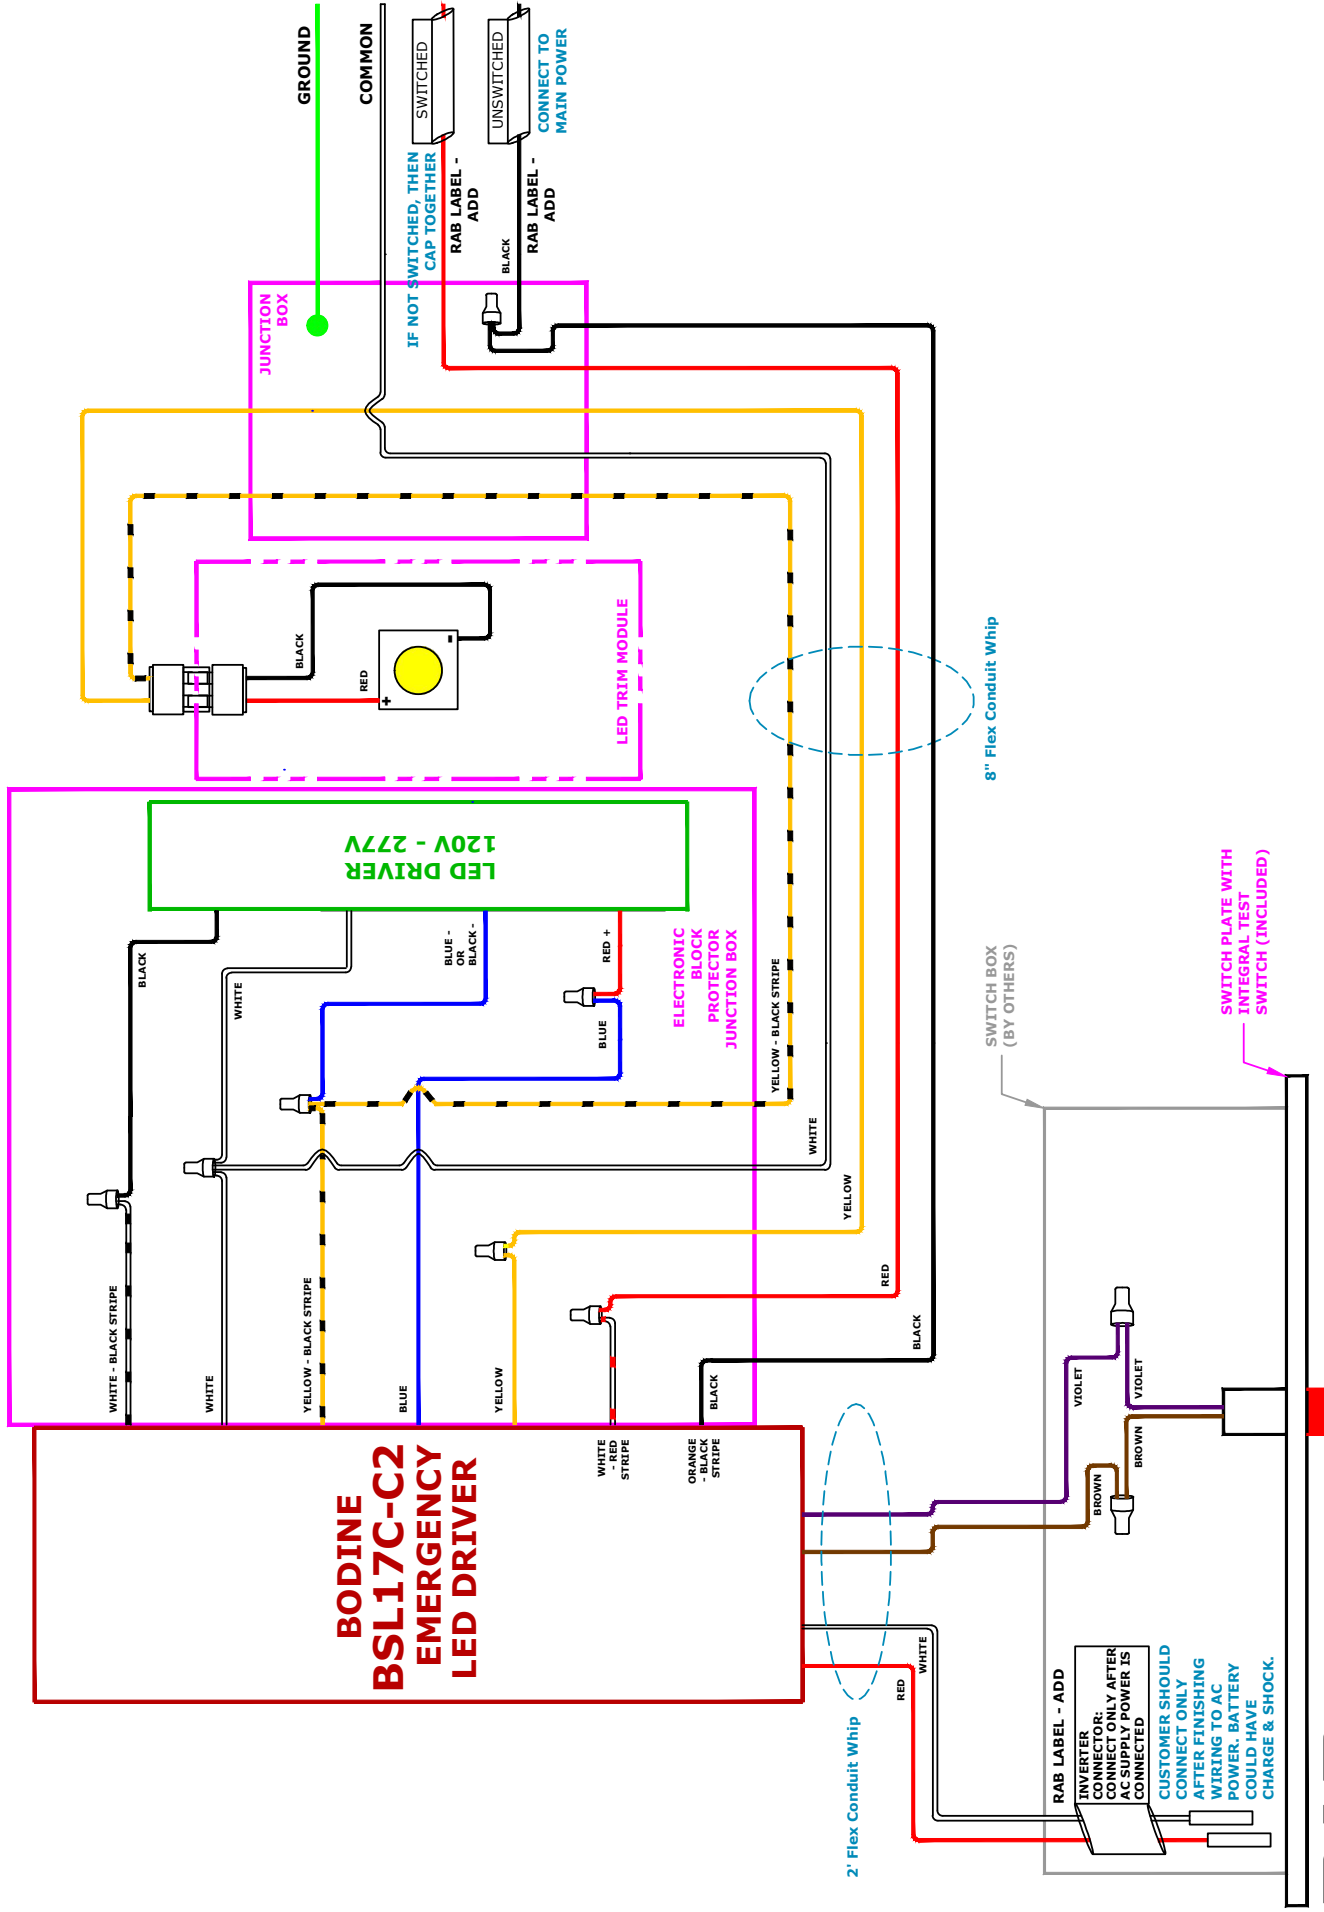 GROUND
COMMON
SWITCHED
UNSWITCHED
CONNECT TO
MAIN POWER
IF NOT SWITCHED, THEN
CAP TOGETHER
RAB LABEL -
ADD
RAB LABEL -
ADD
BLACK
JUNCTION
BOX
BLACK
RED
+
-
LED TRIM MODULE
8" Flex Conduit Whip
LED DRIVER
120V - 277V
BLACK
WHITE
BLUE -
OR
BLACK -
RED +
BLUE
ELECTRONIC
BLOCK
PROTECTOR
JUNCTION BOX
YELLOW - BLACK STRIPE
WHITE
YELLOW
RED
BLACK
WHITE - BLACK STRIPE
WHITE
YELLOW - BLACK STRIPE
BLUE
YELLOW
BLACK
WHITE
- RED
STRIPE
ORANGE
- BLACK
STRIPE
BODINE
BSL17C-C2
EMERGENCY
LED DRIVER
SWITCH BOX
(BY OTHERS)
SWITCH PLATE WITH
INTEGRAL TEST
SWITCH (INCLUDED)
VIOLET
VIOLET
BROWN
BROWN
WHITE
RED
2' Flex Conduit Whip
RAB LABEL - ADD
INVERTER
CONNECTOR:
CONNECT ONLY AFTER
AC SUPPLY POWER IS
CONNECTED
CUSTOMER SHOULD
CONNECT ONLY
AFTER FINISHING
WIRING TO AC
POWER. BATTERY
COULD HAVE
CHARGE & SHOCK.